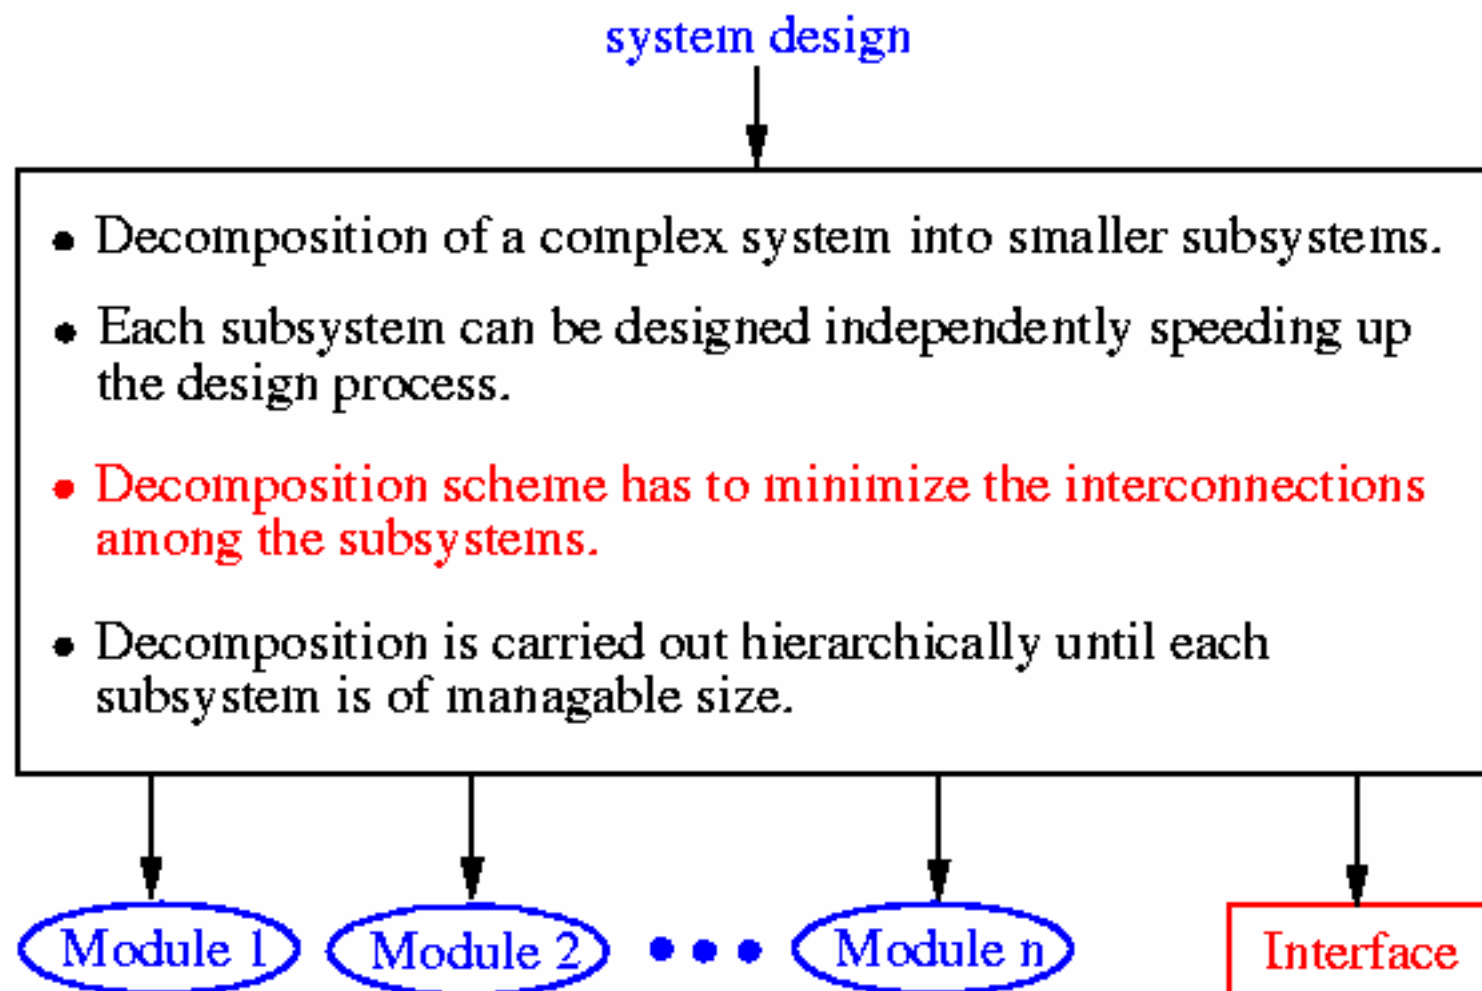 system design
• Decomposition of a complex system into smaller subsystems.
• Each subsystem can be designed independently speeding up
the design process.
• Decomposition scheme has to minimize the interconnections
among the subsystems.
• Decomposition is carried out hierarchically until each
subsystem is of managable size.
Module 1 Module 2 ••• Module n Interface